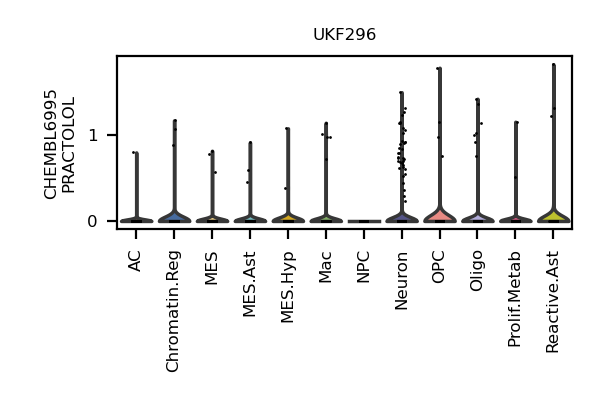 UKF296
CHEMBL6995
PRACTOLOL
1
0
AC
Chromatin.Reg
MES
MES.Ast
MES.Hyp
Mac
NPC
Neuron
OPC
Oligo
Prolif.Metab
Reactive.Ast